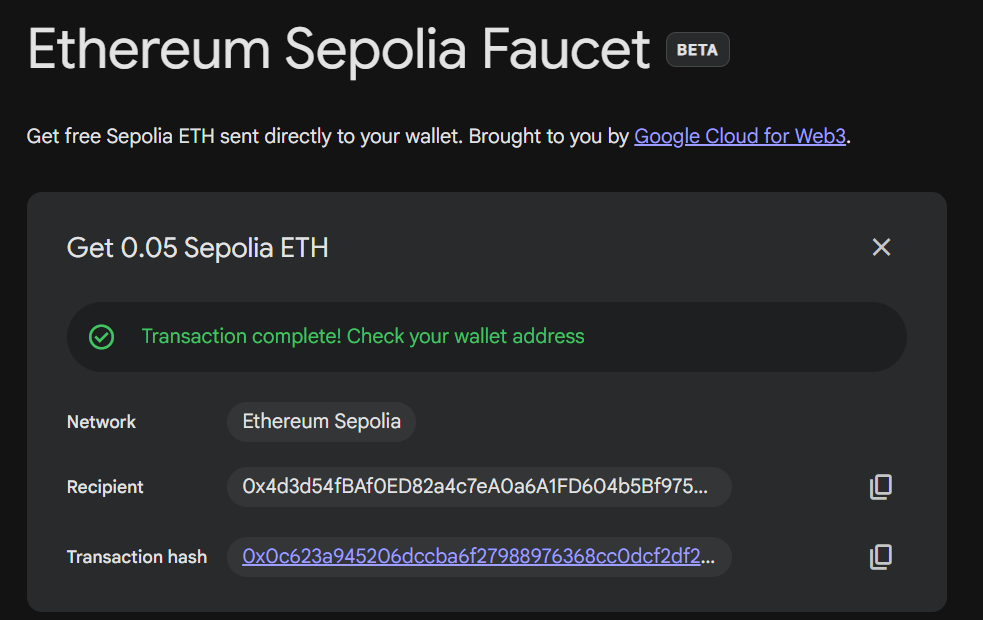 Ethereum Sepolia Faucet BETA
Get free Sepolia ETH sent directly to your wallet. Brought to you by Google Cloud for Web3.
Get 0.05 Sepolia ETH
Transaction complete! Check your wallet address
Network Ethereum Sepolia
Recipient 0x4d3d54fBAf0ED82a4c7eA0a6A1FD604b5Bf975...
Transaction hash 0x0c623a945206dccba6f27988976368cc0dcf2df2...